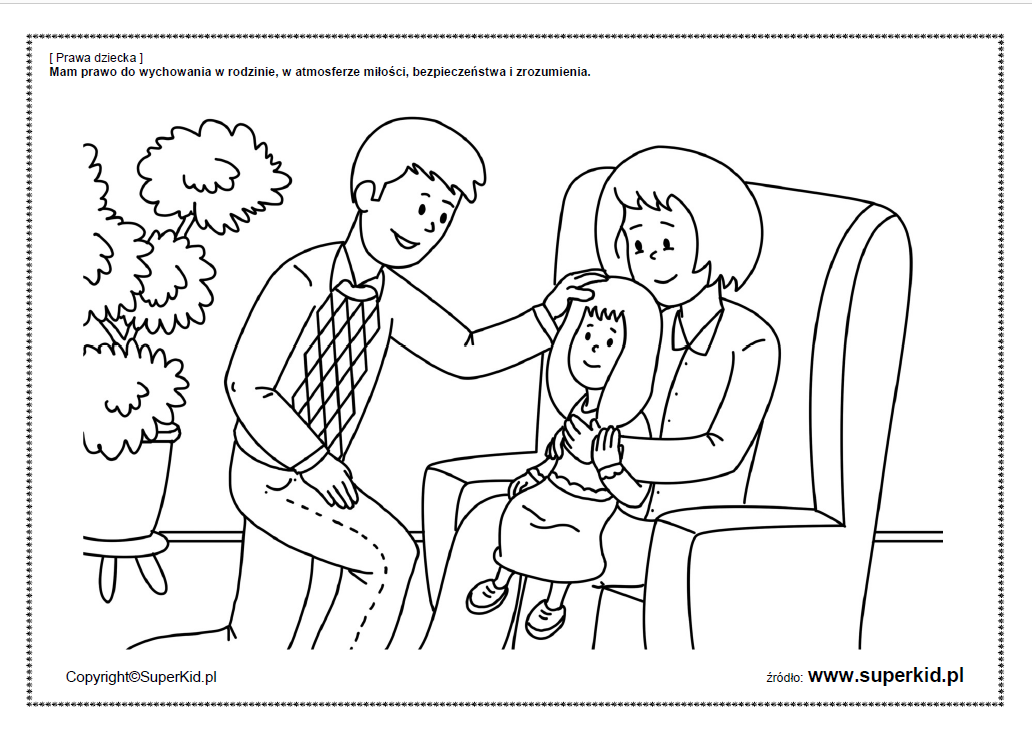 [ Prawa dziecka ]
Mam prawo do wychowania w rodzinie, w atmosferze miłości, bezpieczeństwa i zrozumienia.
Copyright©SuperKid.pl
źródło: www.superkid.pl